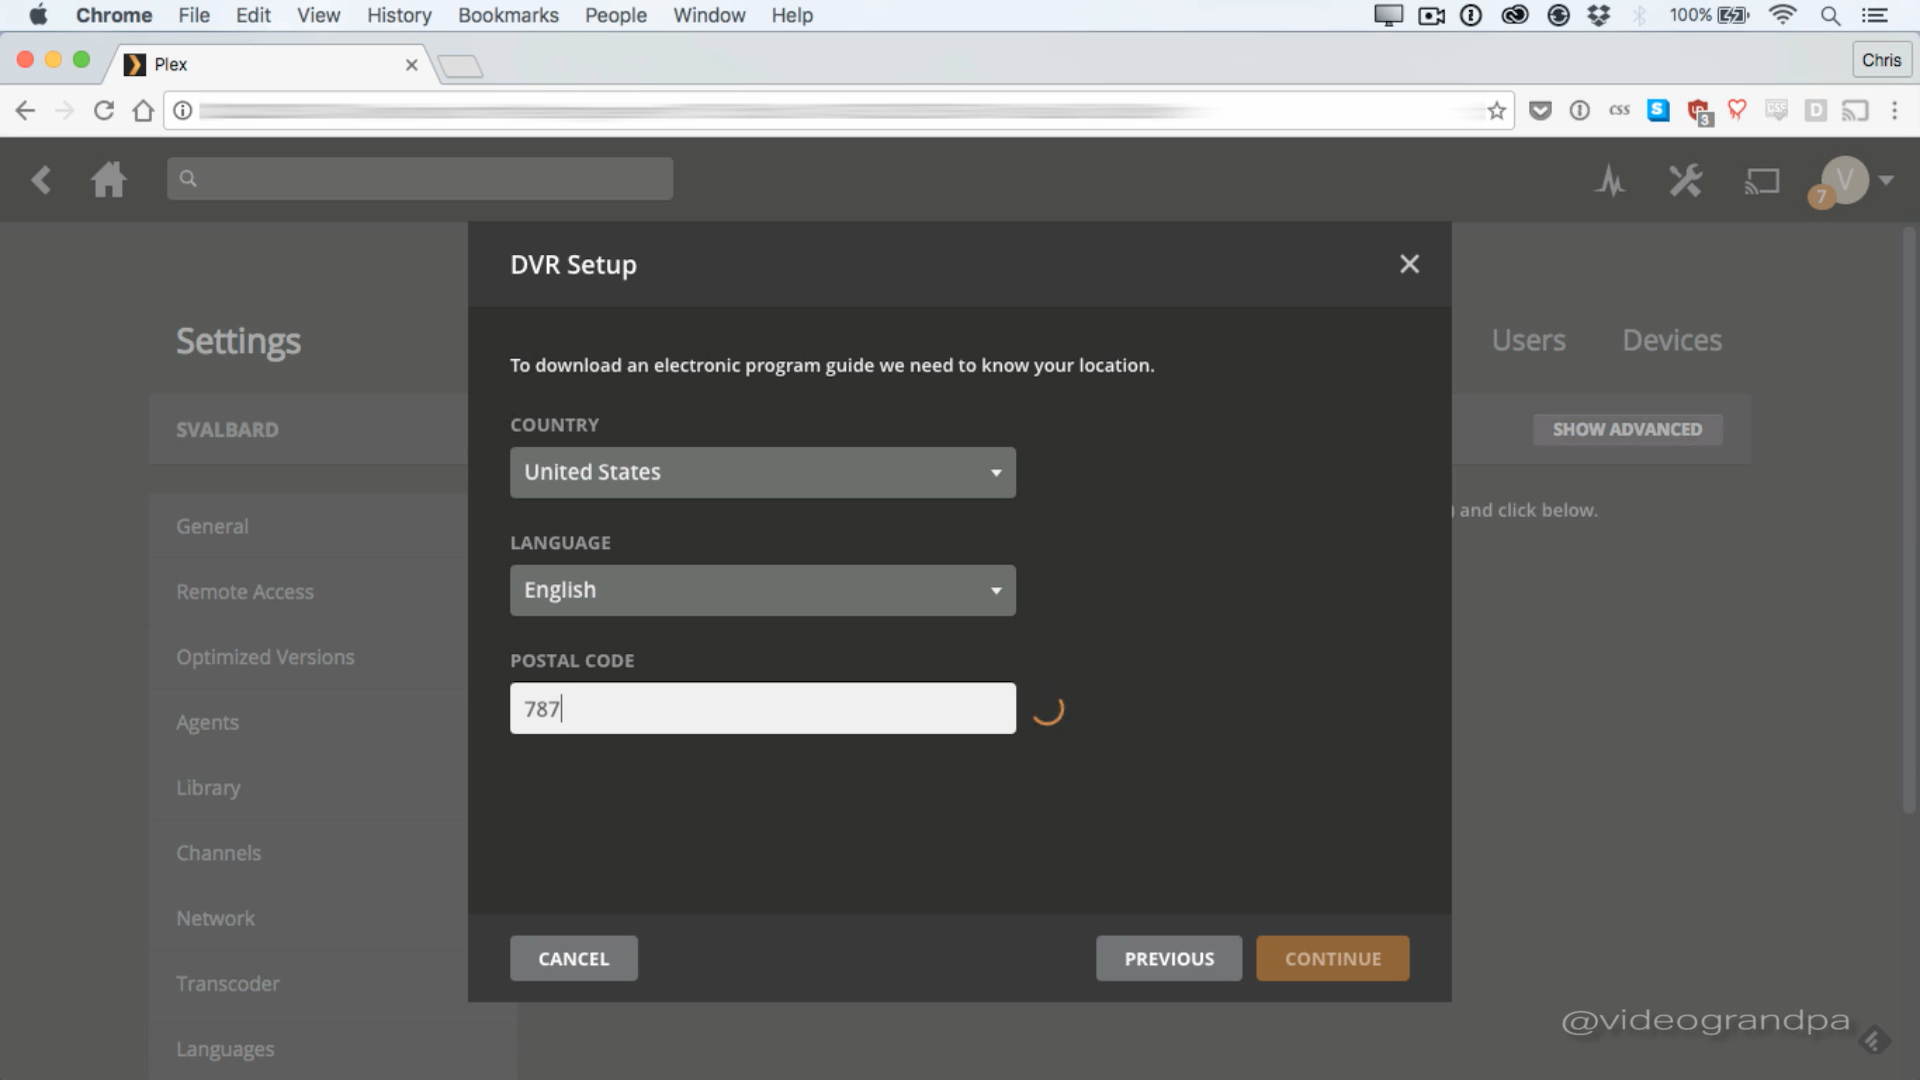 Chrome File Edit View History Bookmarks People Window Help 100%
Plex Chris
css S 3 D
7 V
DVR Setup
Settings Users Devices
To download an electronic program guide we need to know your location.
COUNTRY
SVALBARD SHOW ADVANCED
United States
) and click below.
General
LANGUAGE
English
Remote Access
Optimized Versions
POSTAL CODE
787
Agents
Library
Channels
Network
CANCEL PREVIOUS CONTINUE
Transcoder
@videograndpa
Languages